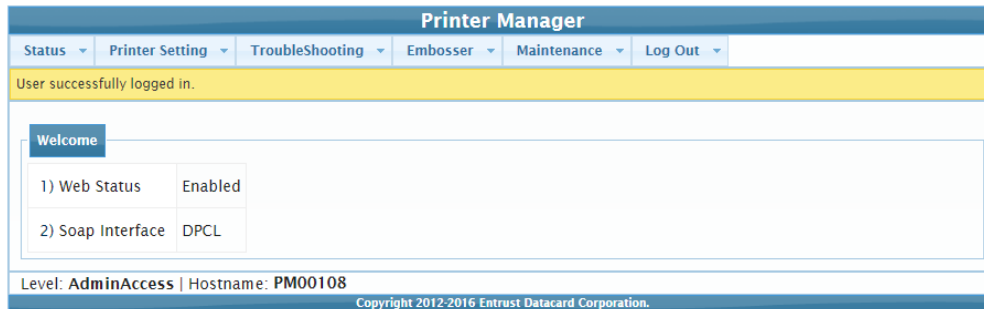 Printer Manager
Status Printer Setting TroubleShooting Embosser Maintenance Log Out
User successfully logged in.
Welcome
1) Web Status Enabled
2) Soap Interface DPCL
Level: AdminAccess | Hostname: PM00108
Copyright 2012-2016 Entrust Datacard Corporation.